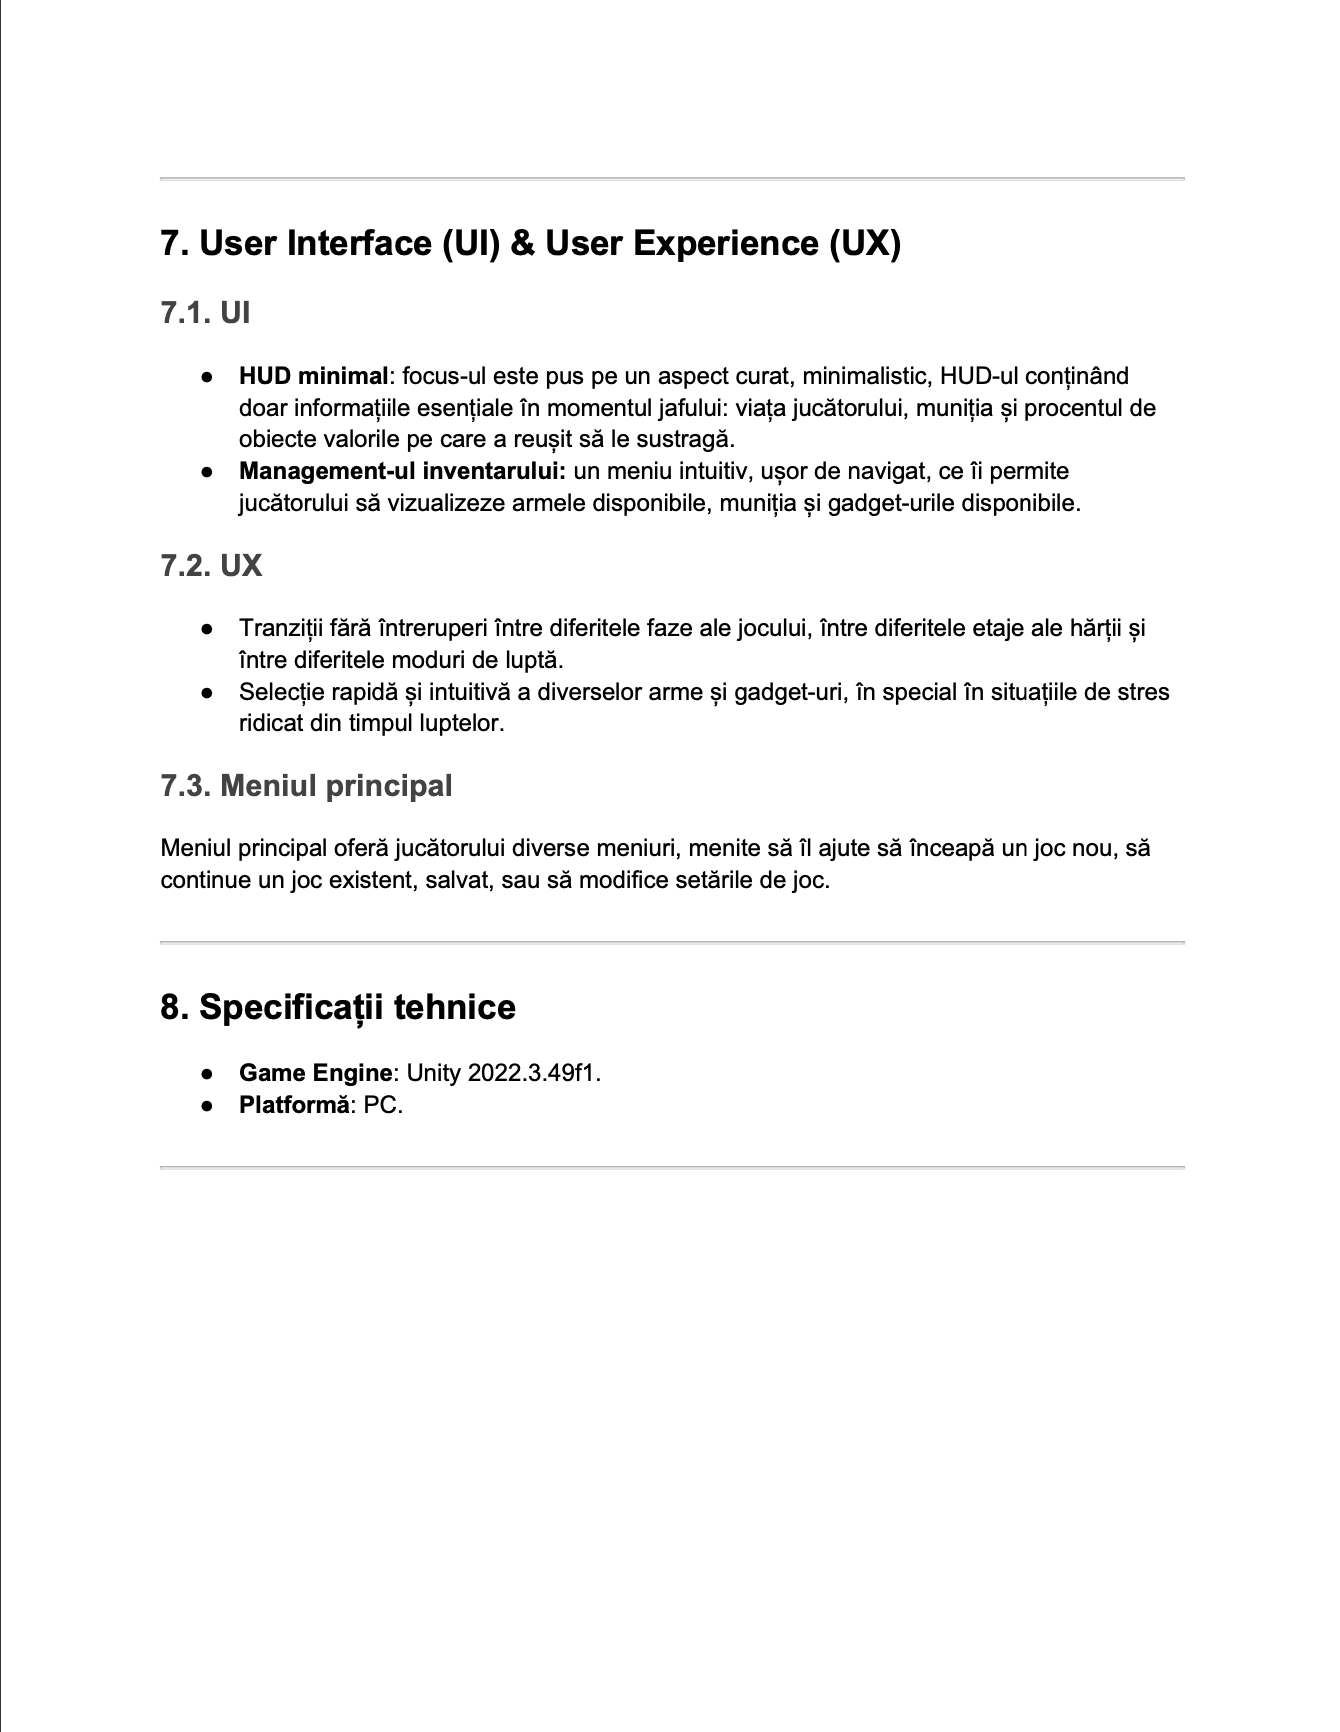 7. User Interface (UI) & User Experience (UX)
7.1. UI
● HUD minimal: focus-ul este pus pe un aspect curat, minimalistic, HUD-ul conținând
doar informațiile esențiale în momentul jafului: viața jucătorului, muniția și procentul de
obiecte valorile pe care a reușit să le sustragă.
● Management-ul inventarului: un meniu intuitiv, ușor de navigat, ce îi permite
jucătorului să vizualizeze armele disponibile, muniția și gadget-urile disponibile.
7.2. UX
● Tranziții fără întreruperi între diferitele faze ale jocului, între diferitele etaje ale hărții și
între diferitele moduri de luptă.
● Selecție rapidă și intuitivă a diverselor arme și gadget-uri, în special în situațiile de stres
ridicat din timpul luptelor.
7.3. Meniul principal
Meniul principal oferă jucătorului diverse meniuri, menite să îl ajute să înceapă un joc nou, să
continue un joc existent, salvat, sau să modifice setările de joc.
8. Specificații tehnice
● Game Engine: Unity 2022.3.49f1.
● Platformă: PC.